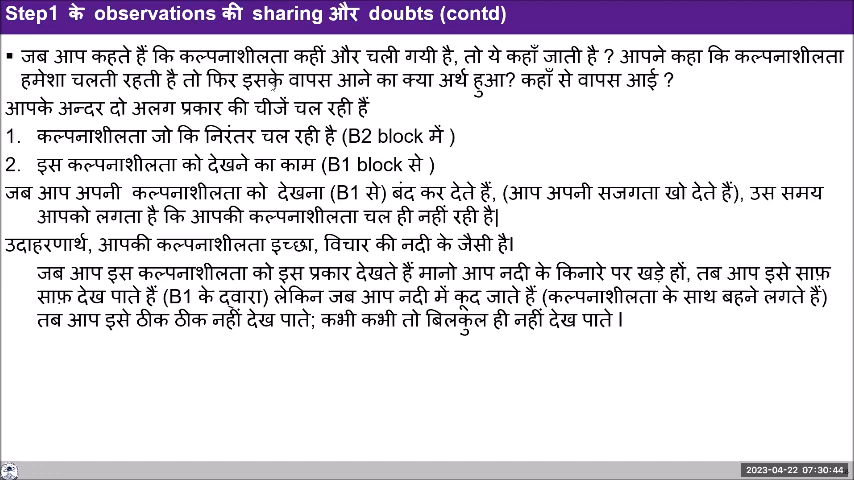 Step1 के observations की sharing और doubts (contd)
▪ जब आप कहते हैं कि कल्पनाशीलता कहीं और चली गयी है, तो ये कहाँ जाती है ? आपने कहा कि कल्पनाशीलता
हमेशा चलती रहती है तो फिर इसके वापस आने का क्या अर्थ हुआ? कहाँ से वापस आई ?
आपके अन्दर दो अलग प्रकार की चीजें चल रही हैं
1. कल्पनाशीलता जो कि निरंतर चल रही है (B2 block में )
2. इस कल्पनाशीलता को देखने का काम (B1 block से )
जब आप अपनी कल्पनाशीलता को देखना (B1 से) बंद कर देते हैं, (आप अपनी सजगता खो देते हैं), उस समय
आपको लगता है कि आपकी कल्पनाशीलता चल ही नहीं रही है|
उदाहरणार्थ, आपकी कल्पनाशीलता इच्छा, विचार की नदी के जैसी है।
जब आप इस कल्पनाशीलता को इस प्रकार देखते हैं मानो आप नदी के किनारे पर खड़े हों, तब आप इसे साफ़
साफ़ देख पाते हैं (B1 के द्वारा) लेकिन जब आप नदी में कूद जाते हैं (कल्पनाशीलता के साथ बहने लगते हैं)
तब आप इसे ठीक ठीक नहीं देख पाते; कभी कभी तो बिलकुल ही नहीं देख पाते ।
2023-04-22 07:30:44